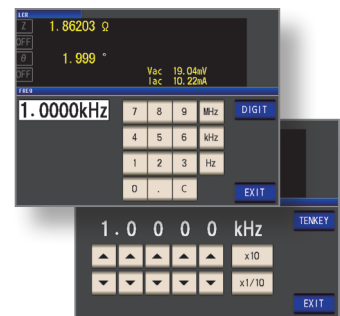 LCR
Z 1.86203 Ω
OFF
θ 1.999 °
OFF
Vac 19.04mV
Iac 10.22mA
FREQ
1.0000kHz
7 8 9 MHz DIGIT
4 5 6 kHz
1 2 3 Hz
0 . C
EXIT
1.0000 kHz TENKEY
x10
x1/10
EXIT